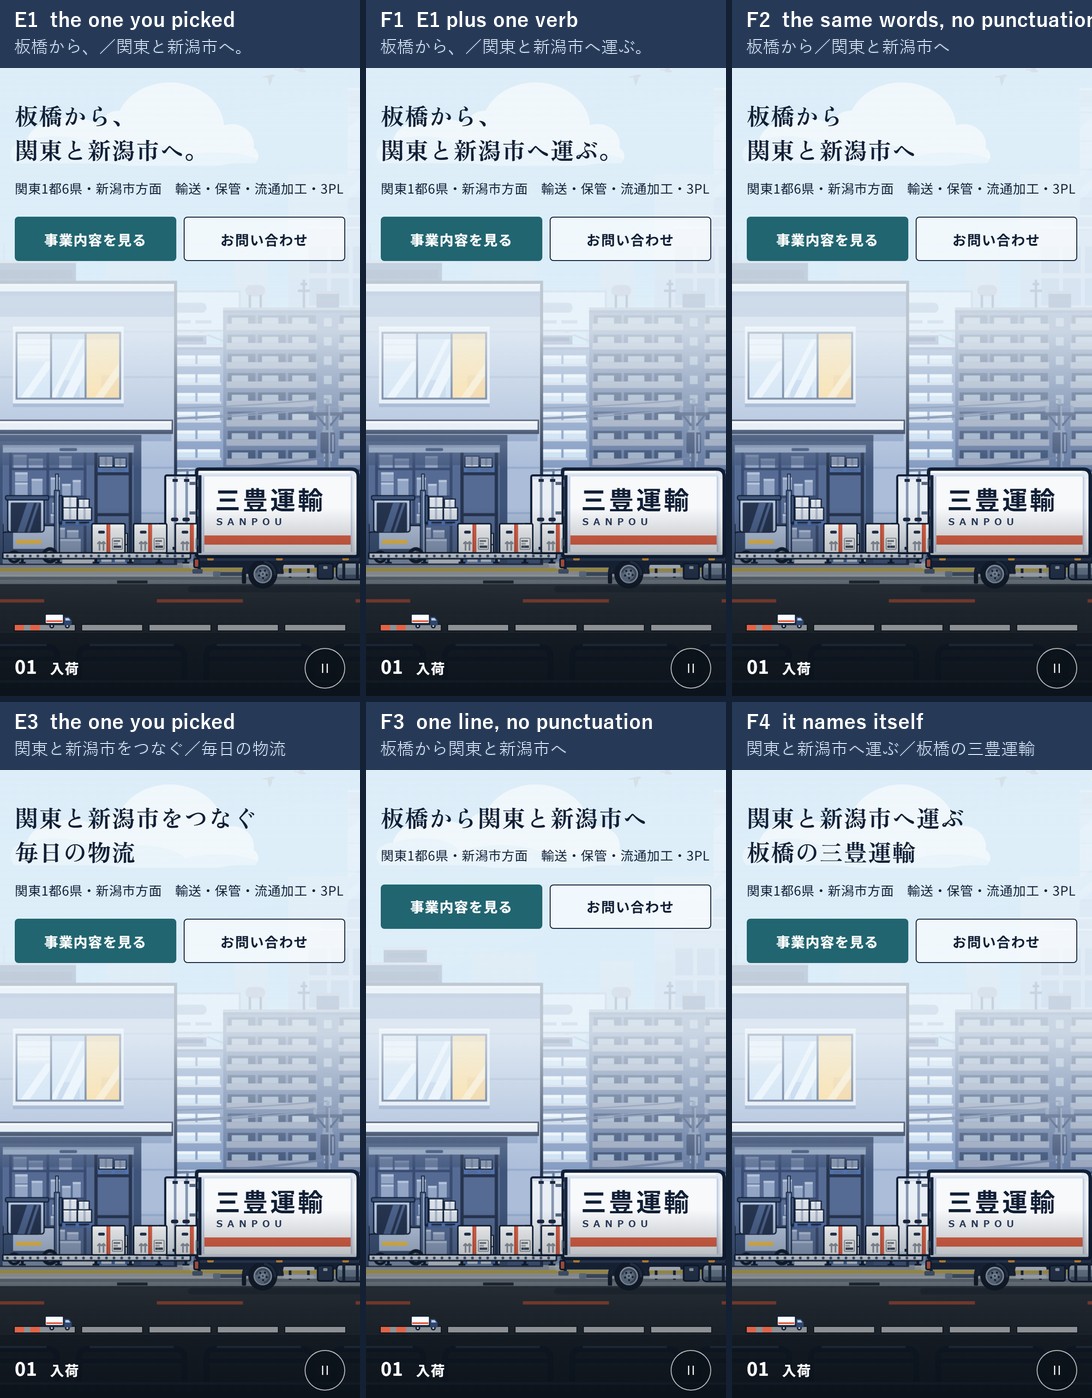 E1 the one you picked
板橋から、／関東と新潟市へ。
板橋から、
関東と新潟市へ。
関東1都6県・新潟市方面 輸送・保管・流通加工・3PL
事業内容を見る
お問い合わせ
三豊運輸
SANPOU
01 入荷
F1 E1 plus one verb
板橋から、／関東と新潟市へ運ぶ。
板橋から、
関東と新潟市へ運ぶ。
関東1都6県・新潟市方面 輸送・保管・流通加工・3PL
事業内容を見る
お問い合わせ
三豊運輸
SANPOU
01 入荷
F2 the same words, no punctuation
板橋から／関東と新潟市へ
板橋から
関東と新潟市へ
関東1都6県・新潟市方面 輸送・保管・流通加工・3PL
事業内容を見る
お問い合わせ
三豊運輸
SANPOU
01 入荷
E3 the one you picked
関東と新潟市をつなぐ／毎日の物流
関東と新潟市をつなぐ
毎日の物流
関東1都6県・新潟市方面 輸送・保管・流通加工・3PL
事業内容を見る
お問い合わせ
三豊運輸
SANPOU
01 入荷
F3 one line, no punctuation
板橋から関東と新潟市へ
板橋から関東と新潟市へ
関東1都6県・新潟市方面 輸送・保管・流通加工・3PL
事業内容を見る
お問い合わせ
三豊運輸
SANPOU
01 入荷
F4 it names itself
関東と新潟市へ運ぶ／板橋の三豊運輸
関東と新潟市へ運ぶ
板橋の三豊運輸
関東1都6県・新潟市方面 輸送・保管・流通加工・3PL
事業内容を見る
お問い合わせ
三豊運輸
SANPOU
01 入荷